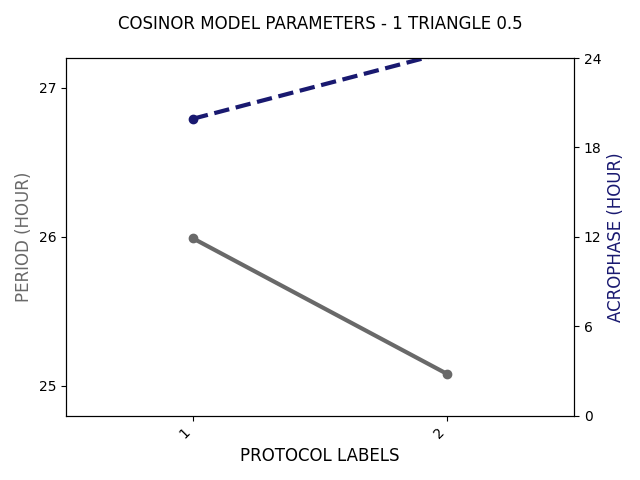 COSINOR MODEL PARAMETERS - 1 TRIANGLE 0.5
27
26
25
PERIOD (HOUR)
24
18
12
6
0
ACROPHASE (HOUR)
1
2
PROTOCOL LABELS